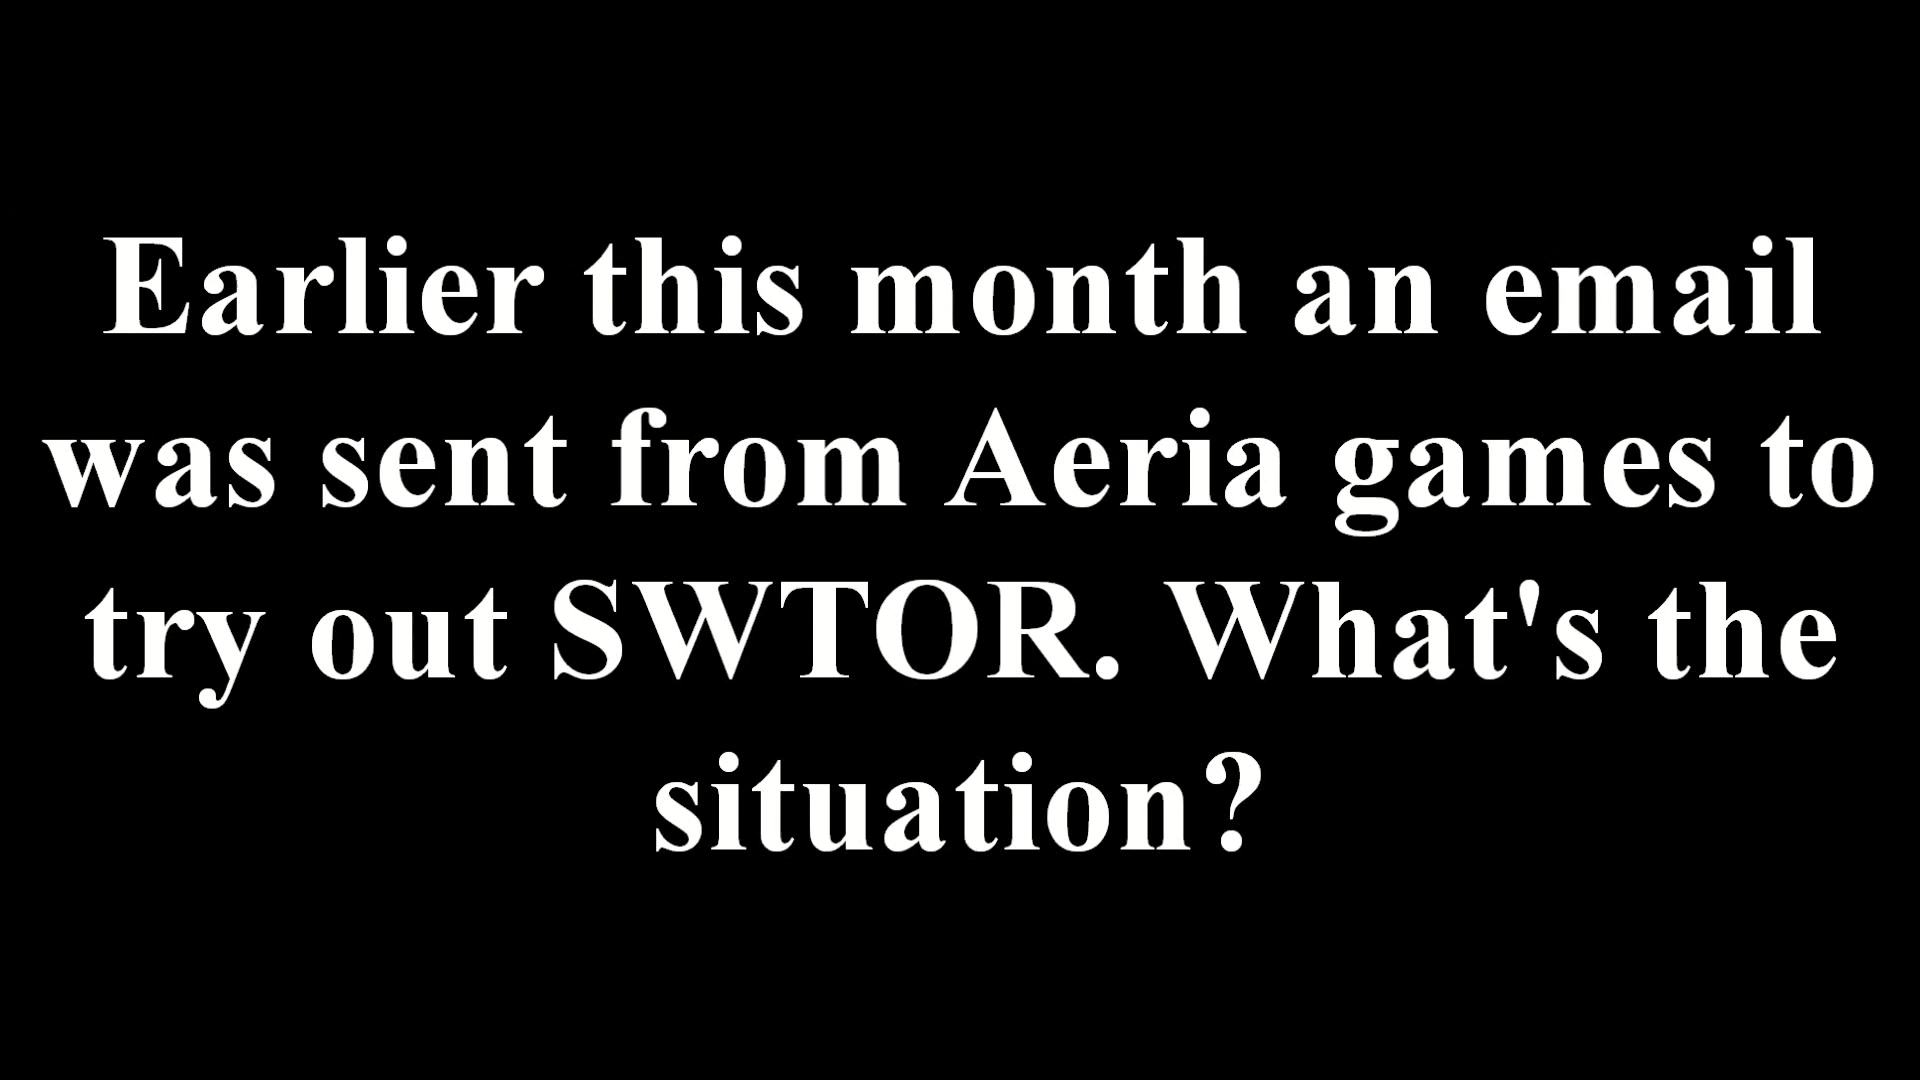 Earlier this month an email
was sent from Aeria games to
try out SWTOR. What's the
situation?